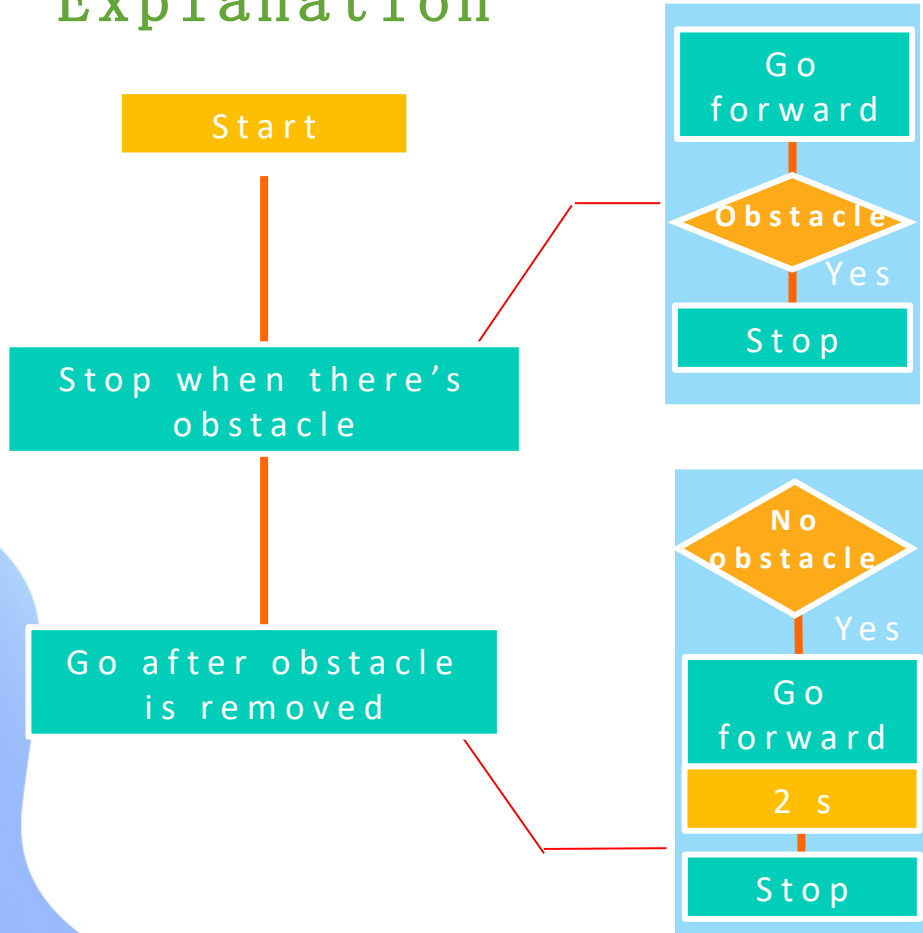 Explanation
Start
Stop when there’s
obstacle
Go after obstacle
is removed
Go
forward
Obstacle
Yes
Stop
No
obstacle
Yes
Go
forward
2 s
Stop